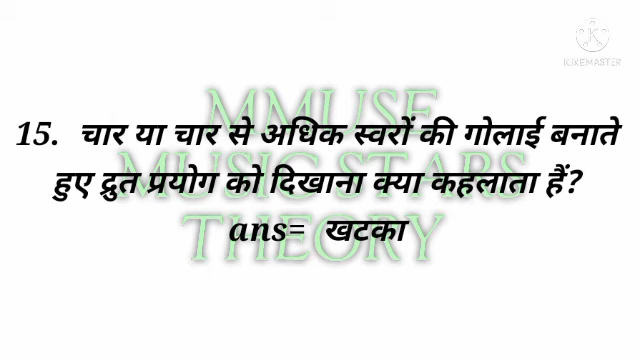 KINEMASTER
MMUSE
15. चार या चार से अधिक स्वरों की गोलाई बनाते
MUSIC STARS
हुए द्रुत प्रयोग को दिखाना क्या कहलाता हैं?
ans= खटका
THEORY